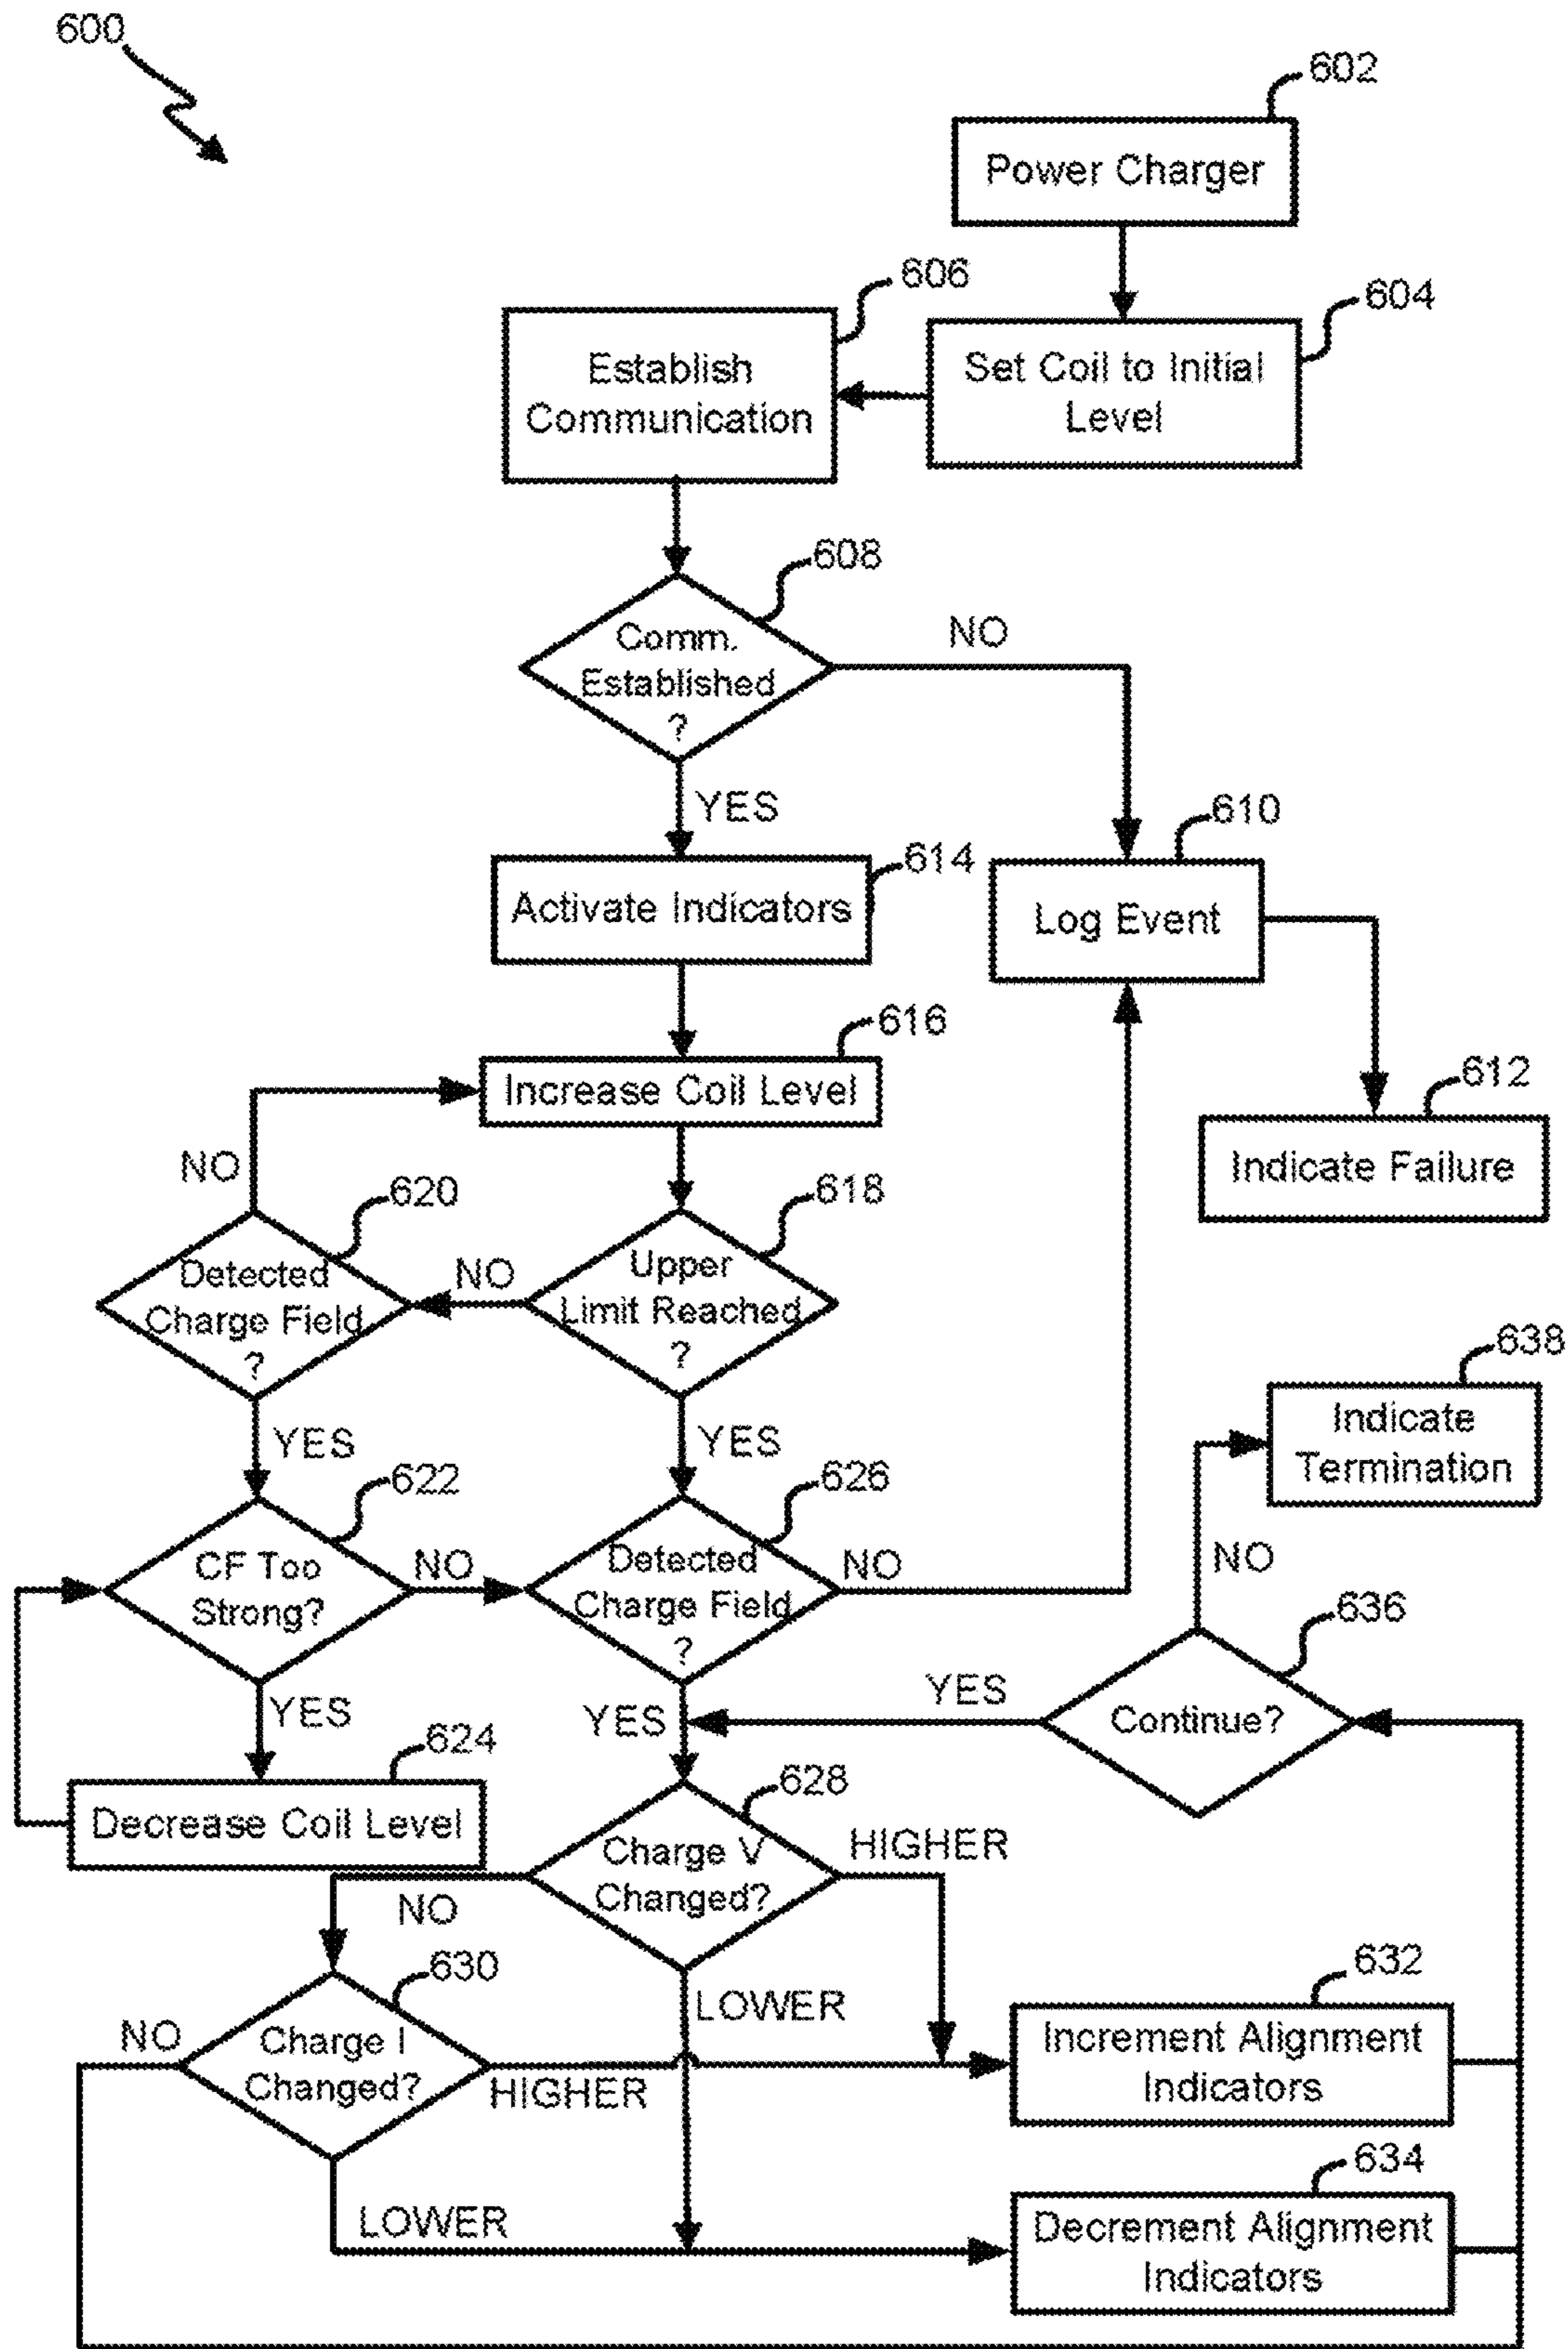 600
602
Power Charger
606
604
Establish
Communication
Set Coil to Initial
Level
608
Comm.
Established
?
NO
YES
610
614
Activate Indicators
Log Event
616
Increase Coil Level
612
Indicate Failure
NO
620
618
Detected
Charge Field
?
NO
Upper
Limit Reached
?
638
Indicate
Termination
YES
YES
622
626
CF Too
Strong?
NO
Detected
Charge Field
?
NO
NO
636
YES
YES
YES
Continue?
624
Decrease Coil Level
628
Charge V
Changed?
HIGHER
NO
630
LOWER
632
NO
Charge I
Changed?
HIGHER
Increment Alignment
Indicators
634
LOWER
Decrement Alignment
Indicators